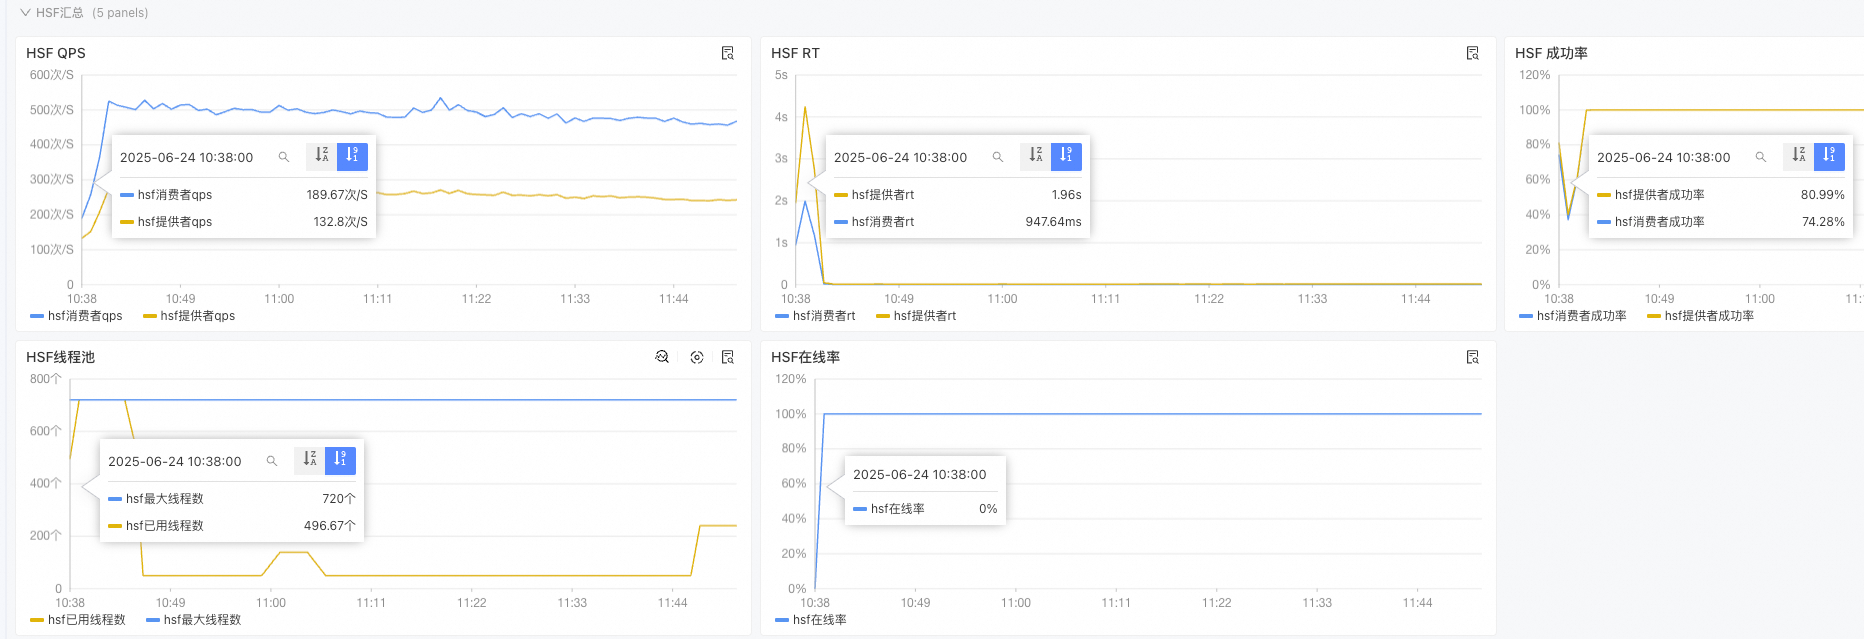 HSF汇总 (5 panels)
HSF QPS
600次/S
500次/S
400次/S
300次/S
200次/S
100次/S
0
10:38 10:49 11:00 11:11 11:22 11:33 11:44
2025-06-24 10:38:00
hsf消费者qps 189.67次/S
hsf提供者qps 132.8次/S
hsf消费者qps hsf提供者qps
HSF RT
5s
4s
3s
2s
1s
0
10:38 10:49 11:00 11:11 11:22 11:33 11:44
2025-06-24 10:38:00
hsf提供者rt 1.96s
hsf消费者rt 947.64ms
hsf消费者rt hsf提供者rt
HSF 成功率
120%
100%
80%
60%
40%
20%
0%
10:38 10:49 11:00
2025-06-24 10:38:00
hsf提供者成功率 80.99%
hsf消费者成功率 74.28%
hsf消费者成功率 hsf提供者成功率
HSF线程池
800个
600个
400个
200个
0
10:38 10:49 11:00 11:11 11:22 11:33 11:44
2025-06-24 10:38:00
hsf最大线程数 720个
hsf已用线程数 496.67个
hsf已用线程数 hsf最大线程数
HSF在线率
120%
100%
80%
60%
40%
20%
0%
10:38 10:49 11:00 11:11 11:22 11:33 11:44
2025-06-24 10:38:00
hsf在线率 0%
hsf在线率